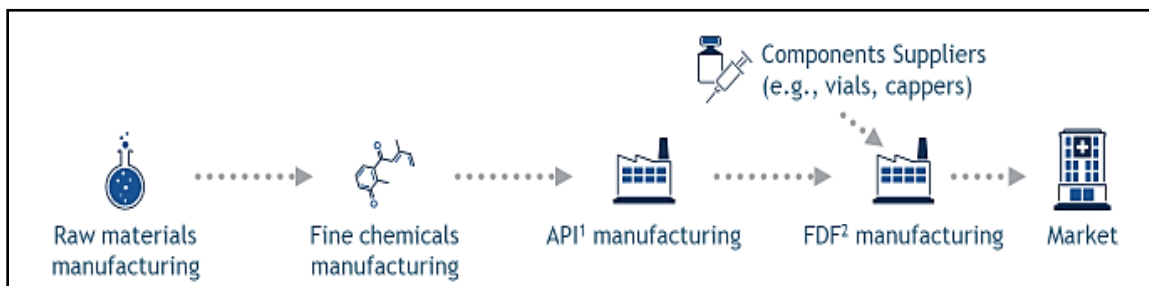 Components Suppliers
(e.g., vials, cappers)
Raw materials
manufacturing
Fine chemicals
manufacturing
API¹ manufacturing
FDF² manufacturing
Market